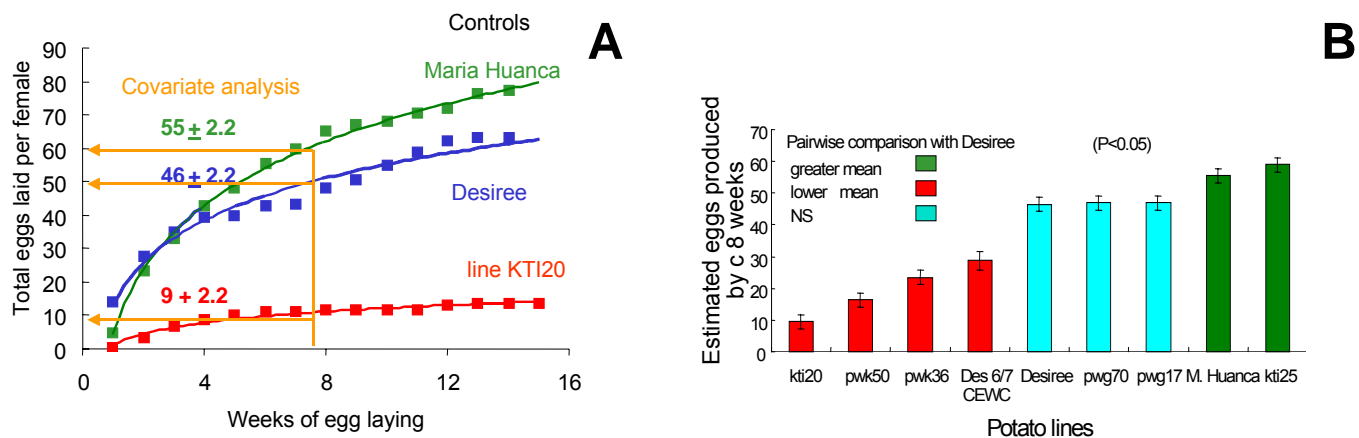 Controls
A
90
80
70
60
50
40
30
20
10
0
Total eggs laid per female
Maria Huanca
Covariate analysis
55 ± 2.2
46 ± 2.2
Desiree
line KTI20
9 + 2.2
0 4 8 12 16
Weeks of egg laying
B
70
60
50
40
30
20
10
0
Estimated eggs produced
by c 8 weeks
Pairwise comparison with Desiree (P<0.05)
greater mean
lower mean
NS
kti20 pwk50 pwk36 Des 6/7 Desiree pwg70 pwg17 M. Huanca kti25
CEWC
Potato lines